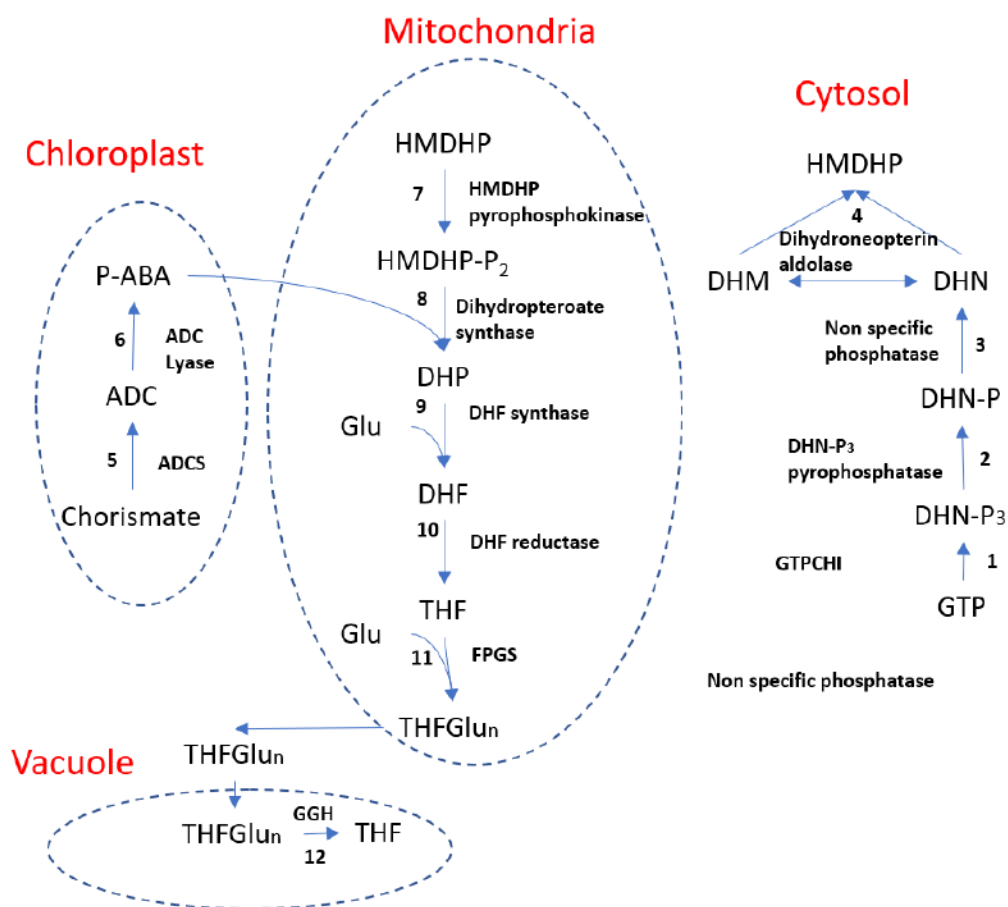 Mitochondria
Chloroplast
Cytosol
P-ABA
6
ADC
Lyase
ADC
5
ADCS
Chorismate
HMDHP
7
HMDHP
pyrophosphokinase
HMDHP-P2
8
Dihydropteroate
synthase
DHP
9
DHF synthase
Glu
DHF
10
DHF reductase
THF
Glu
11
FPGS
THFGlun
HMDHP
4
Dihydroneopterin
aldolase
DHM
DHN
Non specific
phosphatase
3
DHN-P
DHN-P3
pyrophosphatase
2
DHN-P3
GTPCHI
1
GTP
Non specific phosphatase
Vacuole
THFGlun
THFGlun
GGH
12
THF